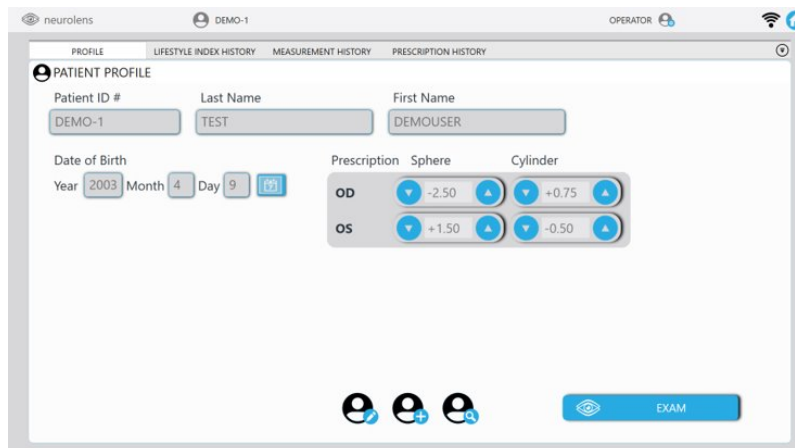 neurolens DEMO-1 OPERATOR
PROFILE LIFESTYLE INDEX HISTORY MEASUREMENT HISTORY PRESCRIPTION HISTORY
PATIENT PROFILE
Patient ID # Last Name First Name
DEMO-1 TEST DEMOUSER
Date of Birth Prescription Sphere Cylinder
Year 2003 Month 4 Day 9
OD -2.50 +0.75
OS +1.50 -0.50
EXAM